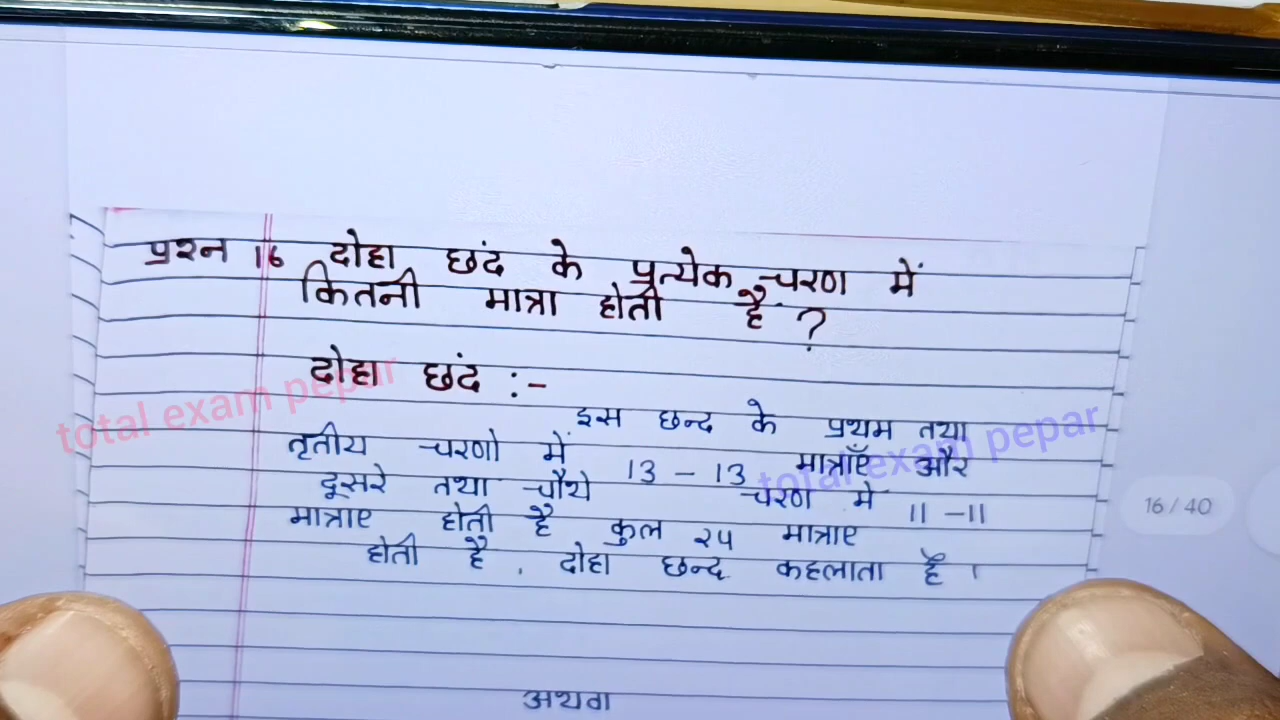 प्रश्न 16 दोहा छंद के प्रत्येक चरण में
कितनी मात्रा होती है ?
दोहा छंद :-
इस छन्द के प्रथम तथा
तृतीय चरणो में 13 - 13 मात्राएँ और
दूसरे तथा चौथे चरण मे 11 - 11
मात्राए होती है कुल २५ मात्राए
होती है . दोहा छन्द कहलाता है ।
अथवा
total exam pepar
total exam pepar
16 / 40